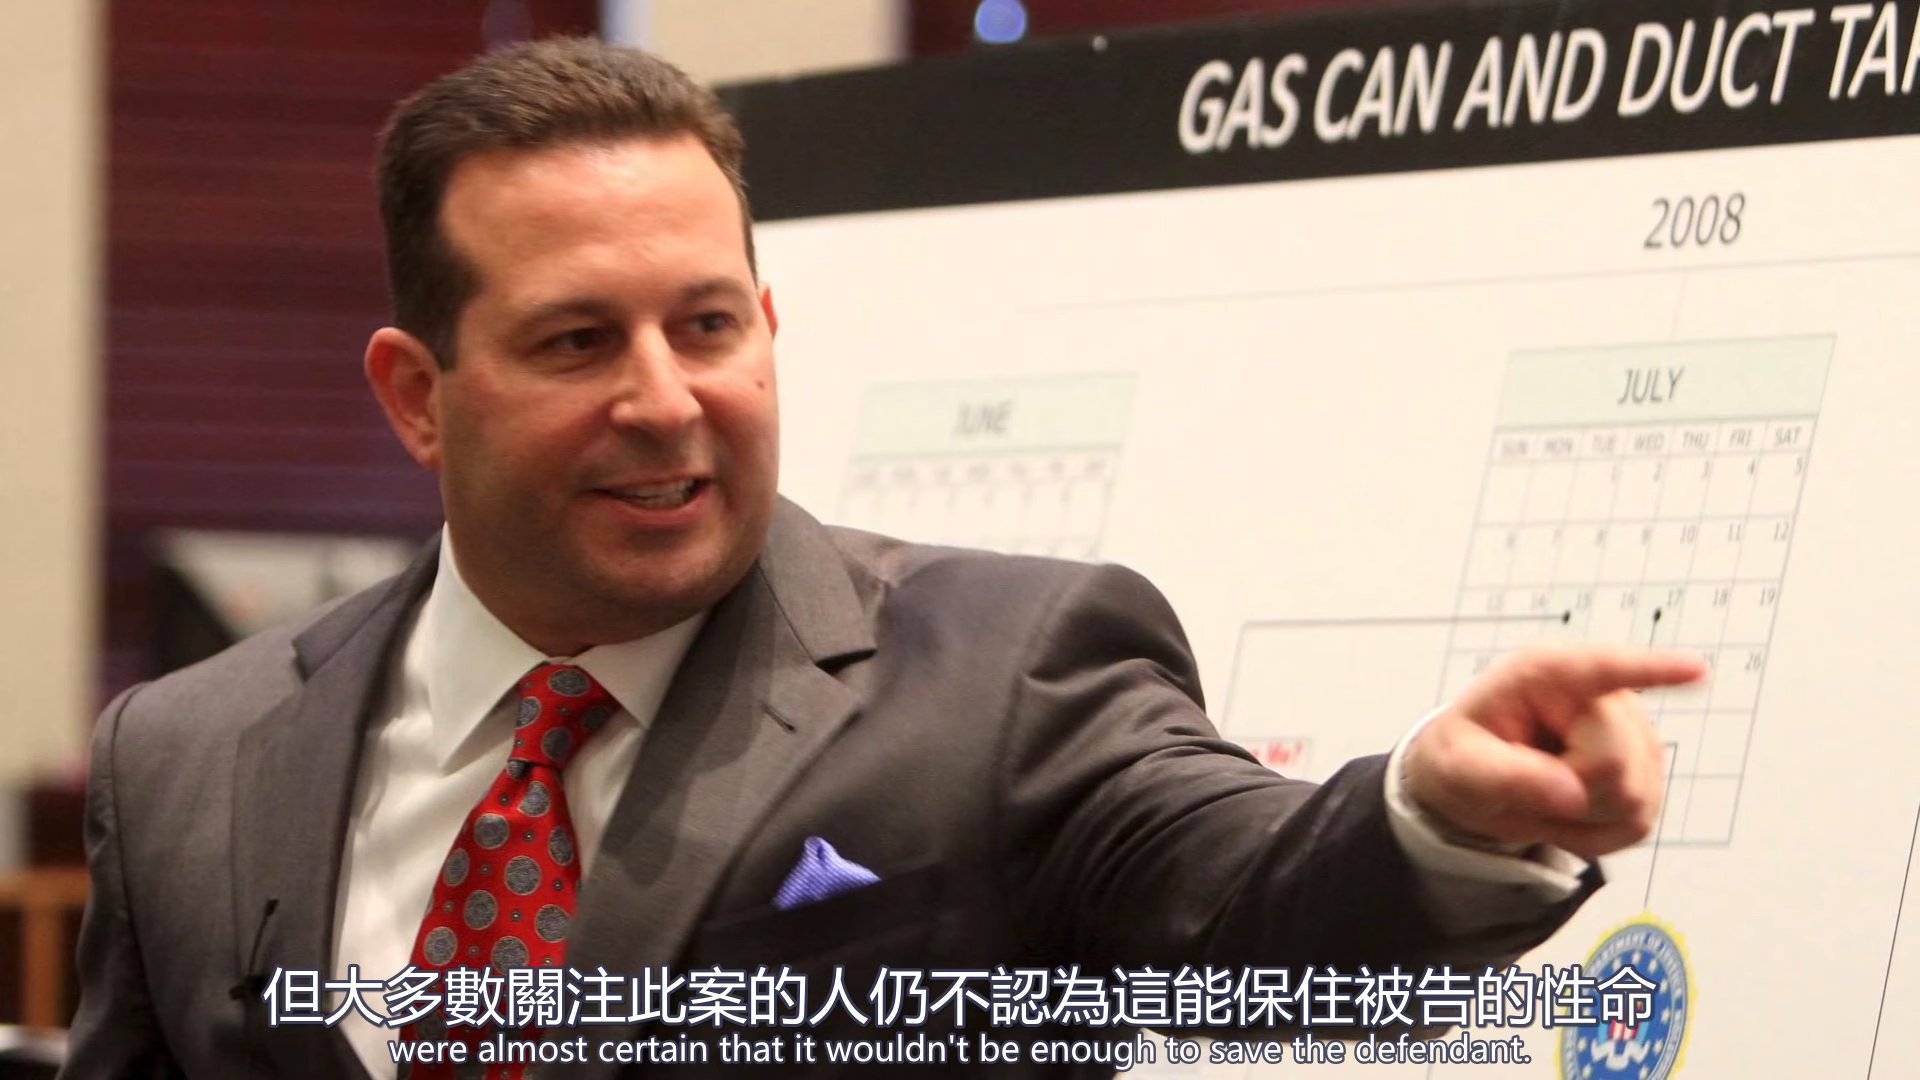 GAS CAN AND DUCT TA
2008
JUNE
JULY
SUN MON TUE WED THU FRI SAT
1 2 3 4 5
6 7 8 9 10 11 12
13 14 15 16 17 18 19
26
但大多數關注此案的人仍不認為這能保住被告的性命
were almost certain that it wouldn't be enough to save the defendant.